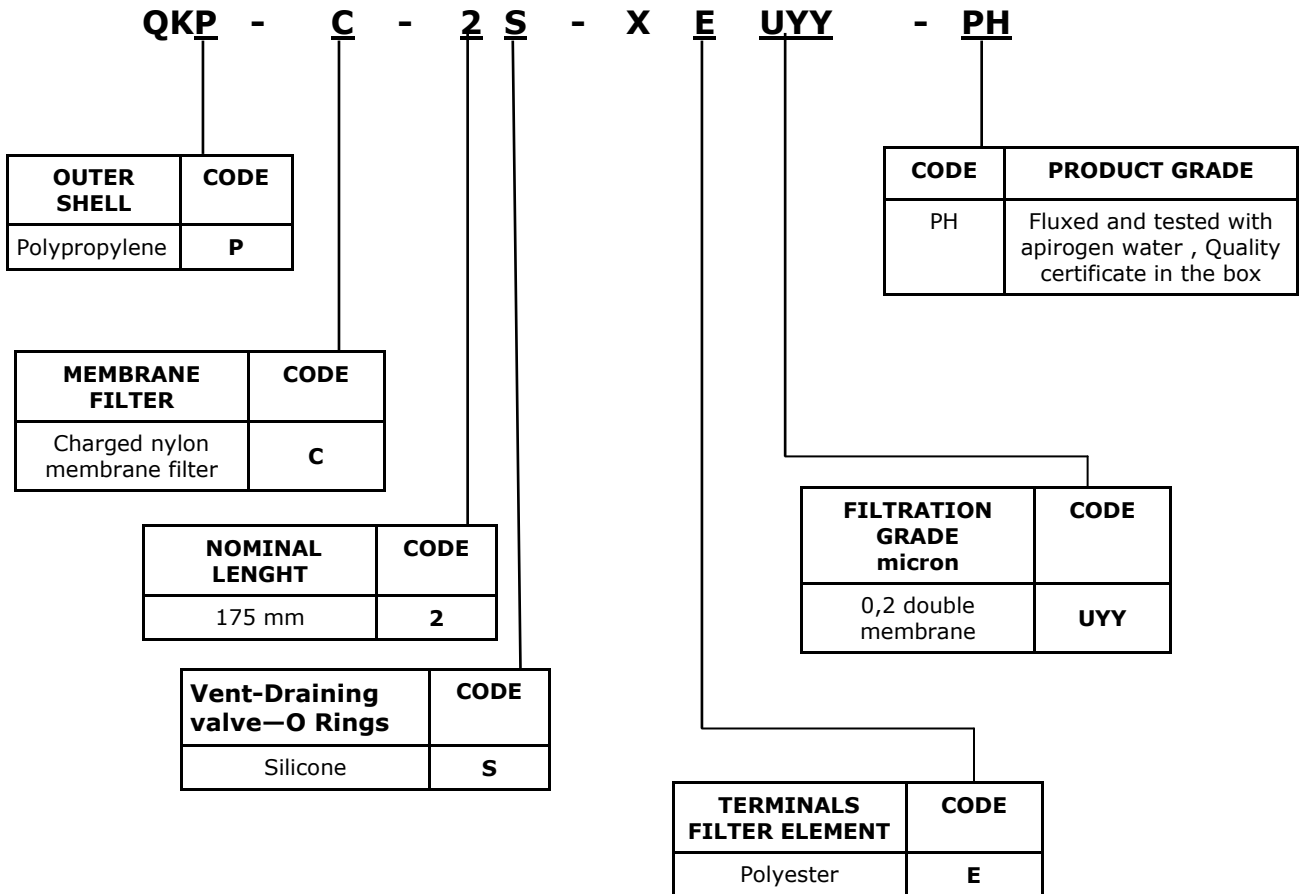 QKP - C - 2 S - X E UYY - PH
OUTER
SHELL
CODE
Polypropylene
P
CODE
PRODUCT GRADE
PH
Fluxed and tested with
apirogen water , Quality
certificate in the box
MEMBRANE
FILTER
CODE
Charged nylon
membrane filter
C
FILTRATION
GRADE
micron
CODE
0,2 double
membrane
UYY
NOMINAL
LENGHT
CODE
175 mm
2
Vent-Draining
valve—O Rings
CODE
Silicone
S
TERMINALS
FILTER ELEMENT
CODE
Polyester
E